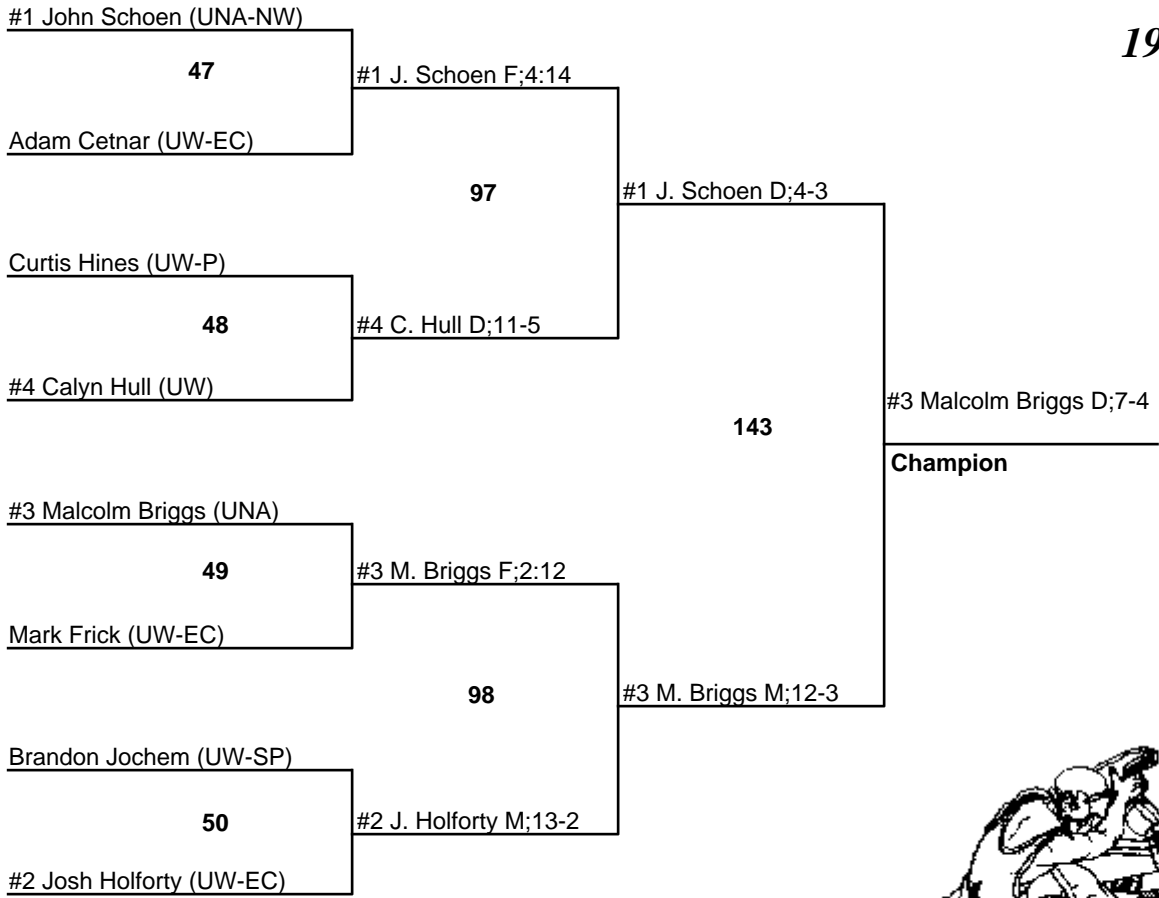 #1 John Schoen (UNA-NW)
19
47
#1 J. Schoen F;4:14
Adam Cetnar (UW-EC)
97
#1 J. Schoen D;4-3
Curtis Hines (UW-P)
48
#4 C. Hull D;11-5
#4 Calyn Hull (UW)
#3 Malcolm Briggs D;7-4
143
Champion
#3 Malcolm Briggs (UNA)
49
#3 M. Briggs F;2:12
Mark Frick (UW-EC)
98
#3 M. Briggs M;12-3
Brandon Jochem (UW-SP)
50
#2 J. Holforty M;13-2
#2 Josh Holforty (UW-EC)